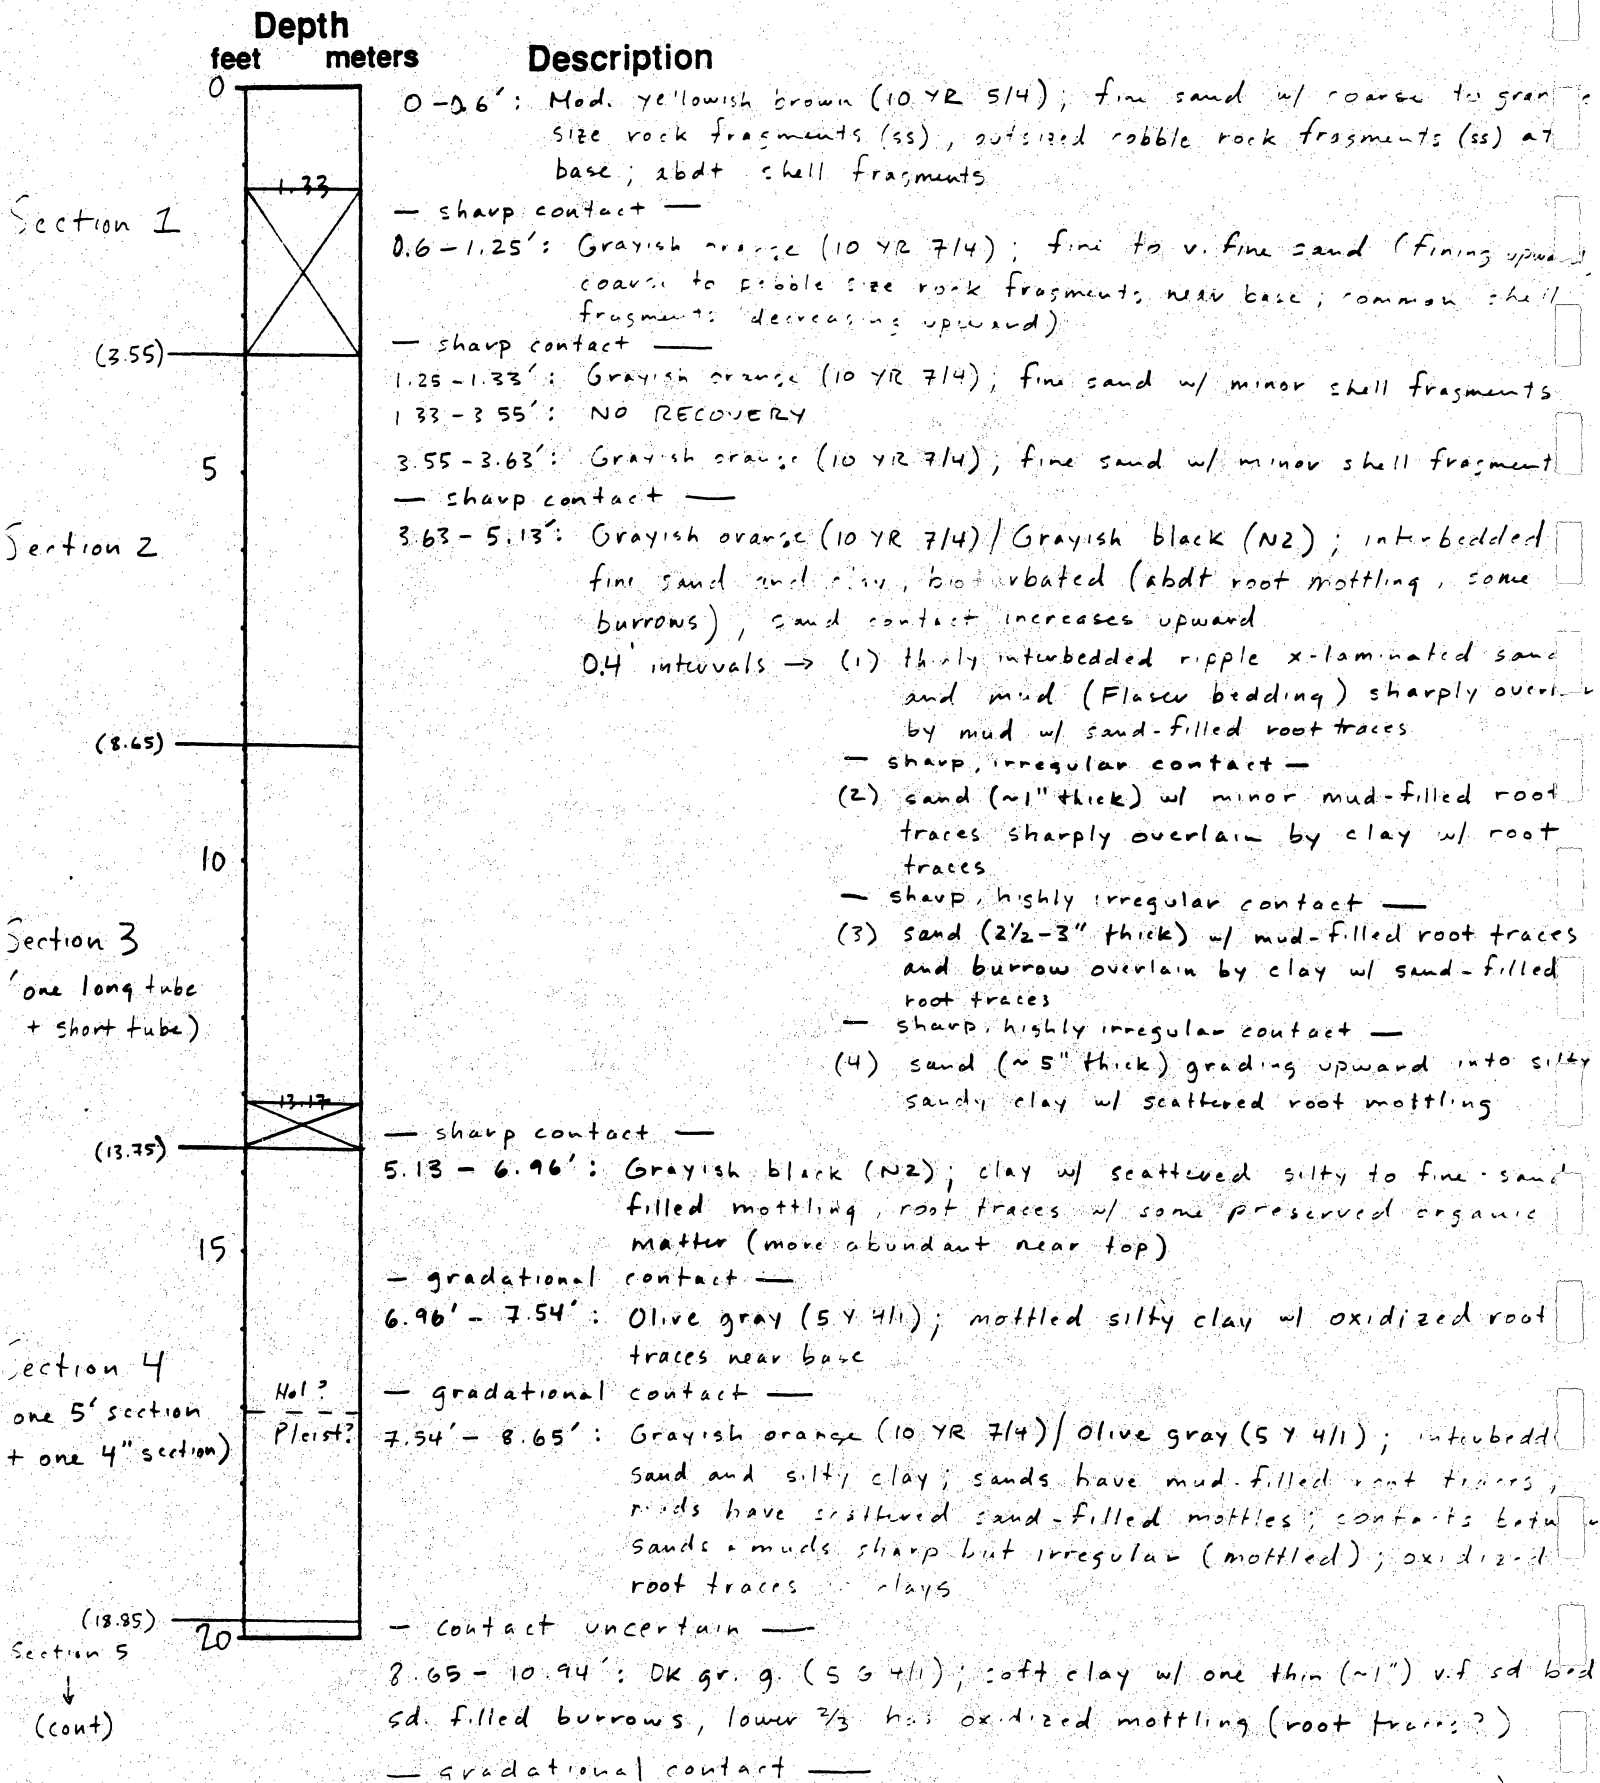 Depth
feet meters Description
0
0-0.6': Mod. yellowish brown (10 YR 5/4); fine sand w/ coarse to
size rock fragments (ss), outsized cobble rock fragments (ss) at
base; abdt shell fragments
1.33
— sharp contact —
Section 1
0.6-1.25': Grayish orange (10 YR 7/4); fine to v. fine sand (fining upward,
coarse to pebble size rock fragments near base; common shell
fragments decreasing upward)
— sharp contact —
(3.55)
1.25-1.33': Grayish orange (10 YR 7/4); fine sand w/ minor shell fragments
1.33-3.55': NO RECOVERY
3.55-3.63': Grayish orange (10 YR 7/4); fine sand w/ minor shell fragment
5
— sharp contact —
Section 2
3.63-5.13': Grayish orange (10 YR 7/4)/Grayish black (N2); interbedded
fine sand and clay, bioturbated (abdt root mottling, some
burrows), sand contact increases upward
0.4' intervals → (1) thinly interbedded ripple x-laminated sand
and mud (Flaser bedding) sharply
by mud w/ sand-filled root traces
(8.65)
— sharp, irregular contact —
(2) sand (~1" thick) w/ minor mud-filled root
traces sharply overlain by clay w/ root
traces
10
— sharp, highly irregular contact —
Section 3
(3) sand (2½-3" thick) w/ mud-filled root traces
and burrow overlain by clay w/ sand-filled
root traces
(one long tube
+ short tube)
— sharp, highly irregular contact —
(4) sand (~5" thick) grading upward into silty
sandy clay w/ scattered root mottling
13.17
— sharp contact —
(13.75)
5.13-6.96': Grayish black (N2); clay w/ scattered silty to fine-sand
filled mottling, root traces w/ some preserved organic
matter (more abundant near top)
15
— gradational contact —
6.96'-7.54': Olive gray (5 Y 4/1); mottled silty clay w/ oxidized root
traces near base
Section 4
one 5' section
+ one 4" section)
Hol?
Pleist?
— gradational contact —
7.54'-8.65': Grayish orange (10 YR 7/4)/Olive gray (5 Y 4/1);
sand and silty clay; sands have mud-filled root traces,
muds have scattered sand-filled mottles; contacts
sands + muds sharp but irregular (mottled); oxidized
root traces clays
(18.85)
— contact uncertain —
20
Section 5
↓
(cont)
8.65-10.94': DK gr. g. (5 G 4/1); soft clay w/ one thin (~1") v.f sd bed
sd. filled burrows, lower 2/3 has oxidized mottling (root traces?)
— gradational contact —